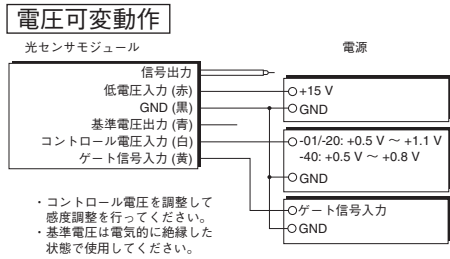 電圧可変動作
光センサモジュール
電源
信号出力
低電圧入力 (赤)
GND (黒)
基準電圧出力 (青)
コントロール電圧入力 (白)
ゲート信号入力 (黄)
+15 V
GND
-01/-20: +0.5 V ～ +1.1 V
-40: +0.5 V ～ +0.8 V
GND
ゲート信号入力
GND
・コントロール電圧を調整して
感度調整を行ってください。
・基準電圧は電気的に絶縁した
状態で使用してください。